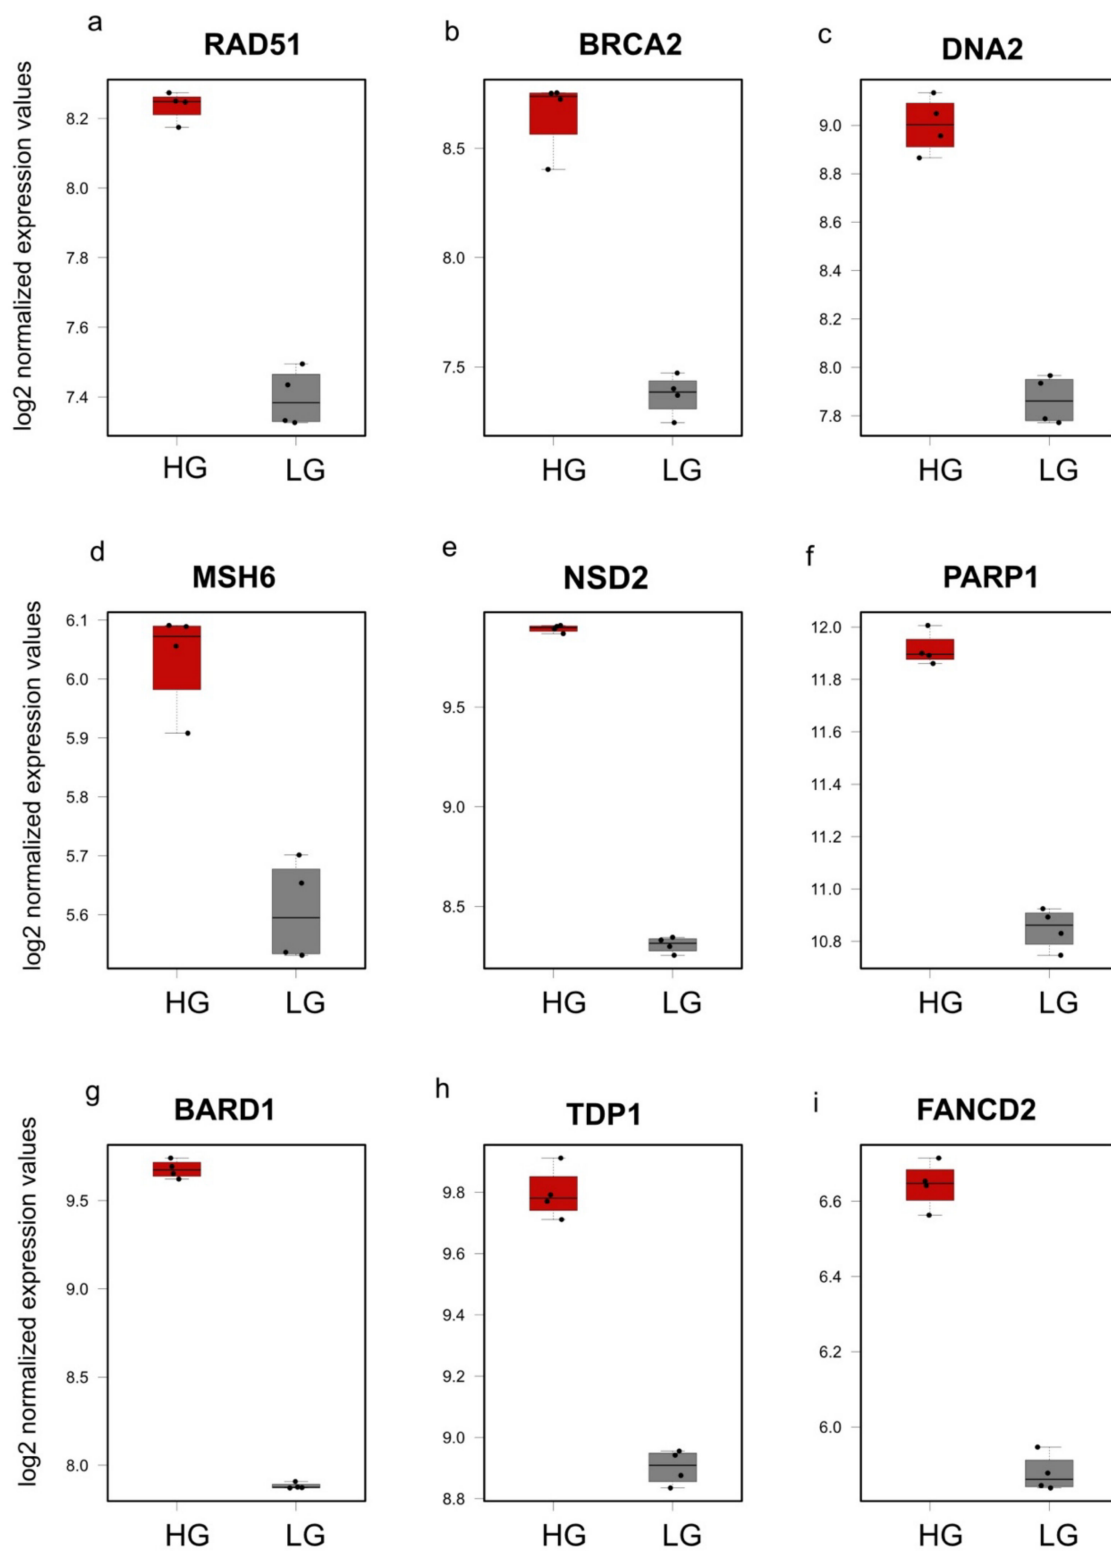 a
RAD51
b
BRCA2
c
DNA2
log2 normalized expression values
8.2
8.0
7.8
7.6
7.4
HG
LG
8.5
8.0
7.5
HG
LG
9.0
8.8
8.6
8.4
8.2
8.0
7.8
HG
LG
d
MSH6
e
NSD2
f
PARP1
log2 normalized expression values
6.1
6.0
5.9
5.8
5.7
5.6
HG
LG
9.5
9.0
8.5
HG
LG
12.0
11.8
11.6
11.4
11.2
11.0
10.8
HG
LG
g
BARD1
h
TDP1
i
FANCD2
log2 normalized expression values
9.5
9.0
8.5
8.0
HG
LG
9.8
9.6
9.4
9.2
9.0
8.8
HG
LG
6.6
6.4
6.2
6.0
HG
LG